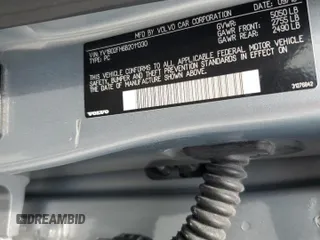 MFD BY VOLVO CAR CORPORATION
GVWR: 5050 LB
GAWR FRONT: 2755 LB
GAWR REAR: 2490 LB
TYPE: PC
THIS VEHICLE CONFORMS TO ALL APPLICABLE FEDERAL MOTOR VEHICLE
SAFETY, BUMPER AND THEFT PREVENTION STANDARDS IN EFFECT ON
THE DATE OF MANUFACTURE SHOWN ABOVE.
VOLVO
DREAMBID